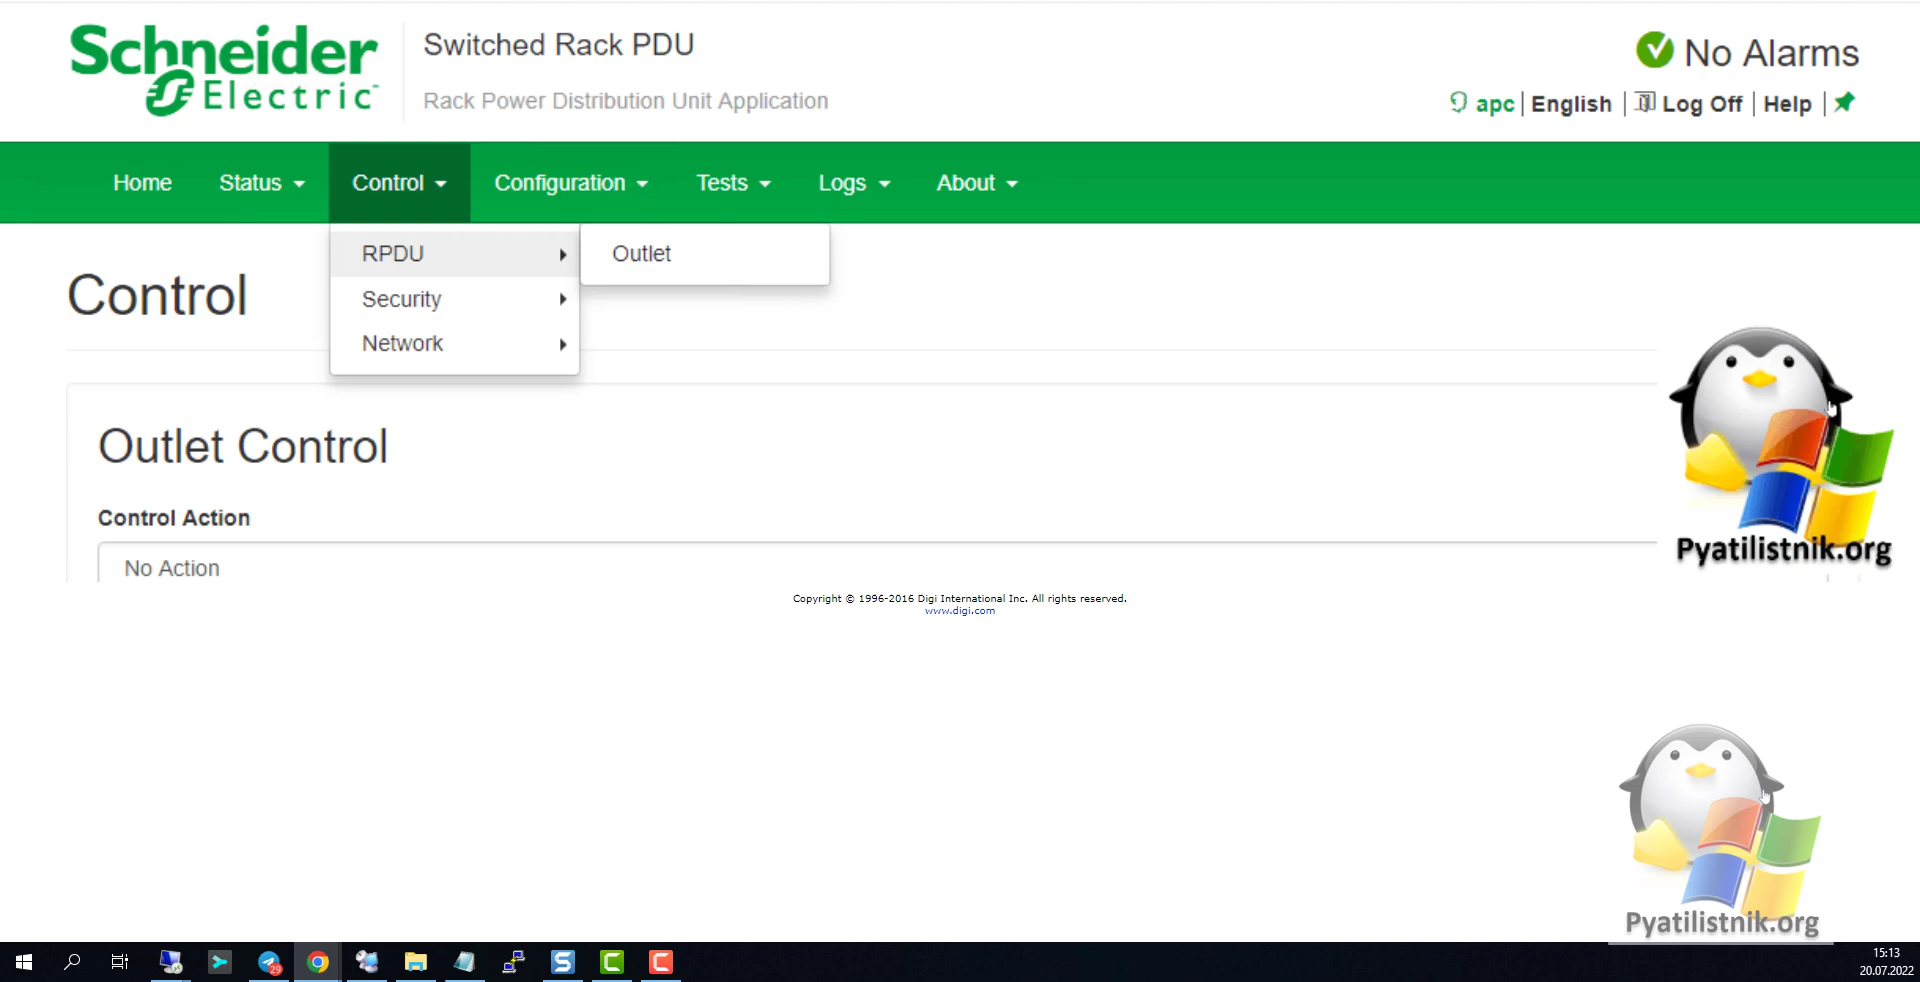 Schneider
Electric
Switched Rack PDU
Rack Power Distribution Unit Application
No Alarms
apc | English | Log Off | Help |
Home Status Control Configuration Tests Logs About
RPDU
Outlet
Security
Network
Control
Outlet Control
Control Action
No Action
Pyatilistnik.org
Copyright © 1996-2016 Digi International Inc. All rights reserved.
www.digi.com
Pyatilistnik.org
29
S
C
C
15:13
20.07.2022